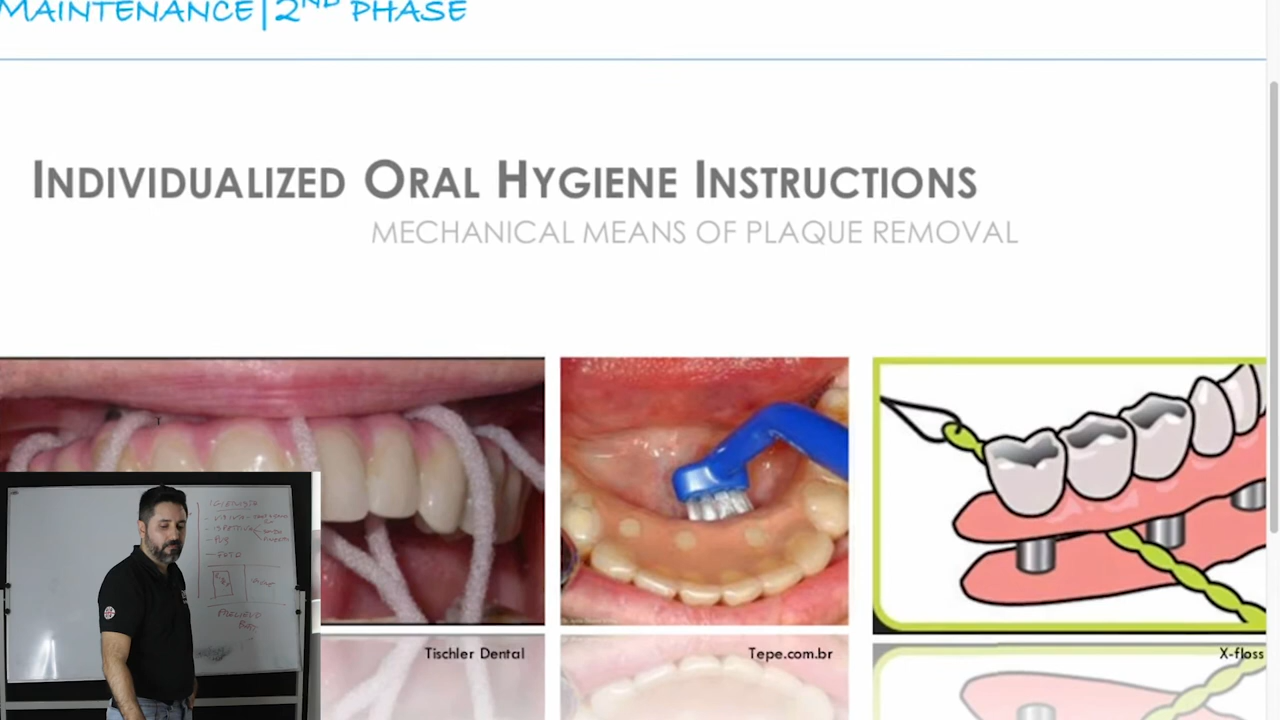 MAINTENANCE|2ND PHASE
INDIVIDUALIZED ORAL HYGIENE INSTRUCTIONS
MECHANICAL MEANS OF PLAQUE REMOVAL
Tischler Dental
Tepe.com.br
X-floss